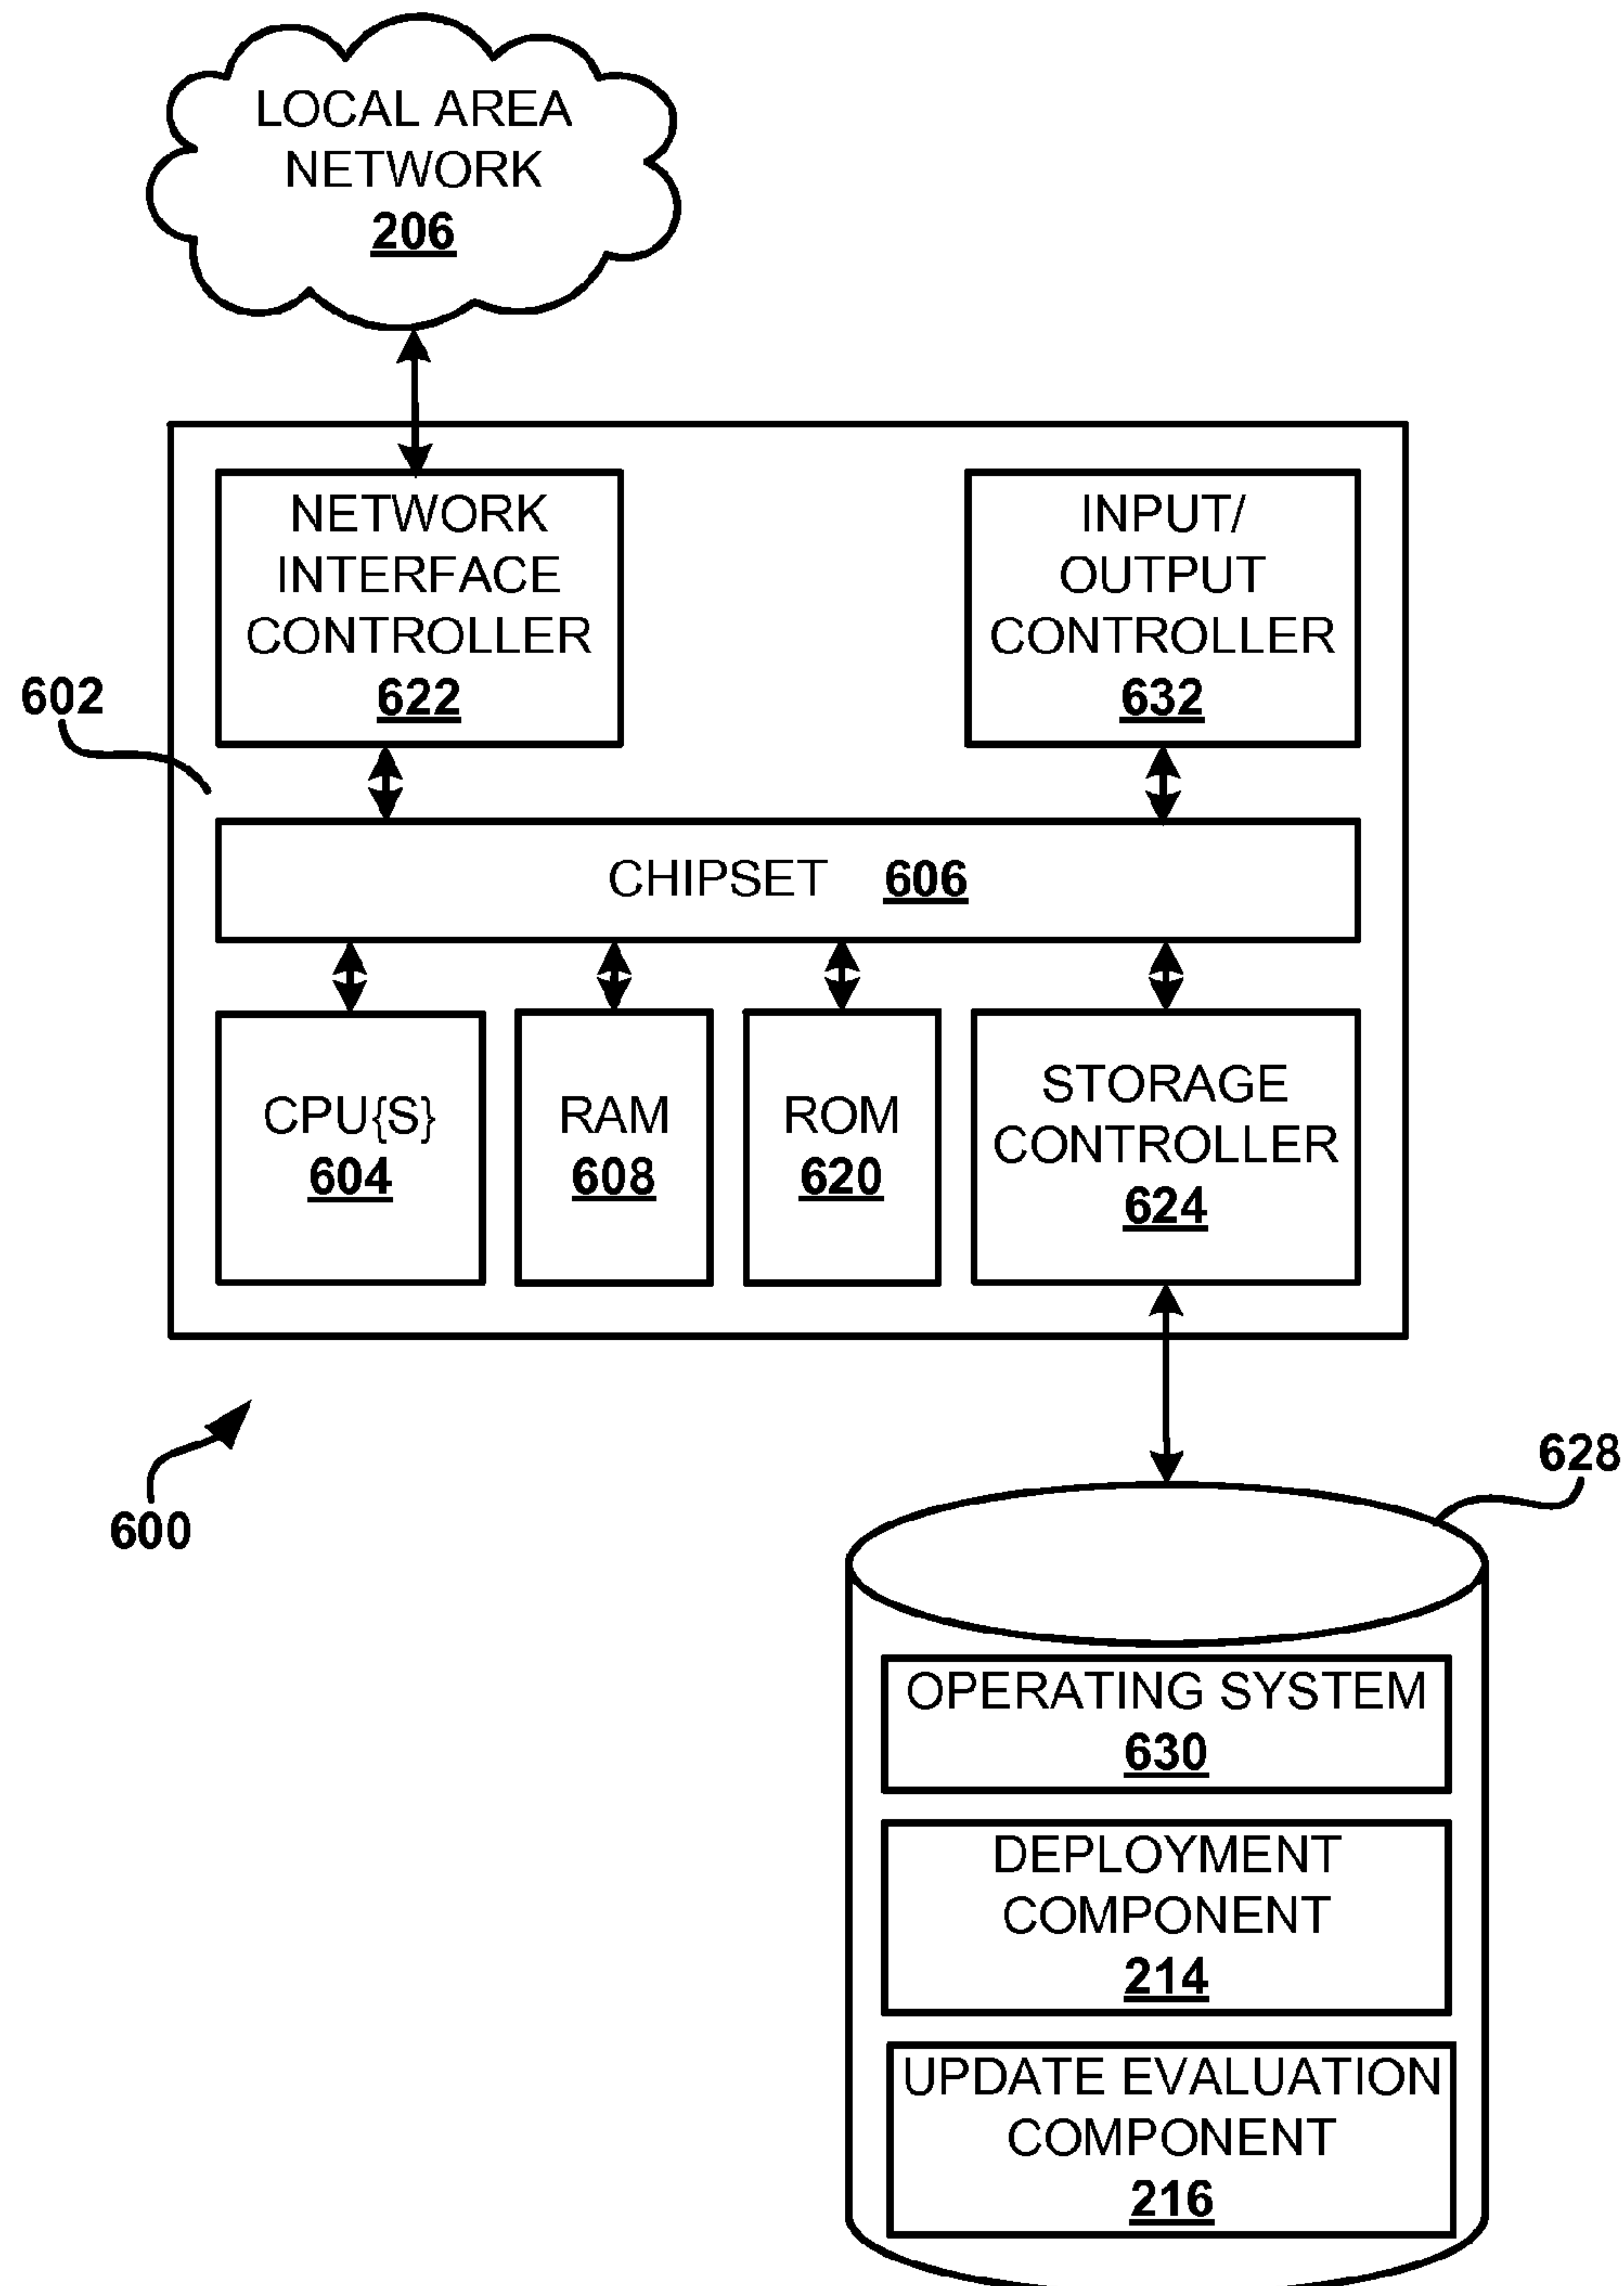 LOCAL AREA
NETWORK
206
NETWORK
INTERFACE
CONTROLLER
622
INPUT/
OUTPUT
CONTROLLER
632
602
CHIPSET 606
CPU{S}
604
RAM
608
ROM
620
STORAGE
CONTROLLER
624
600
628
OPERATING SYSTEM
630
DEPLOYMENT
COMPONENT
214
UPDATE EVALUATION
COMPONENT
216